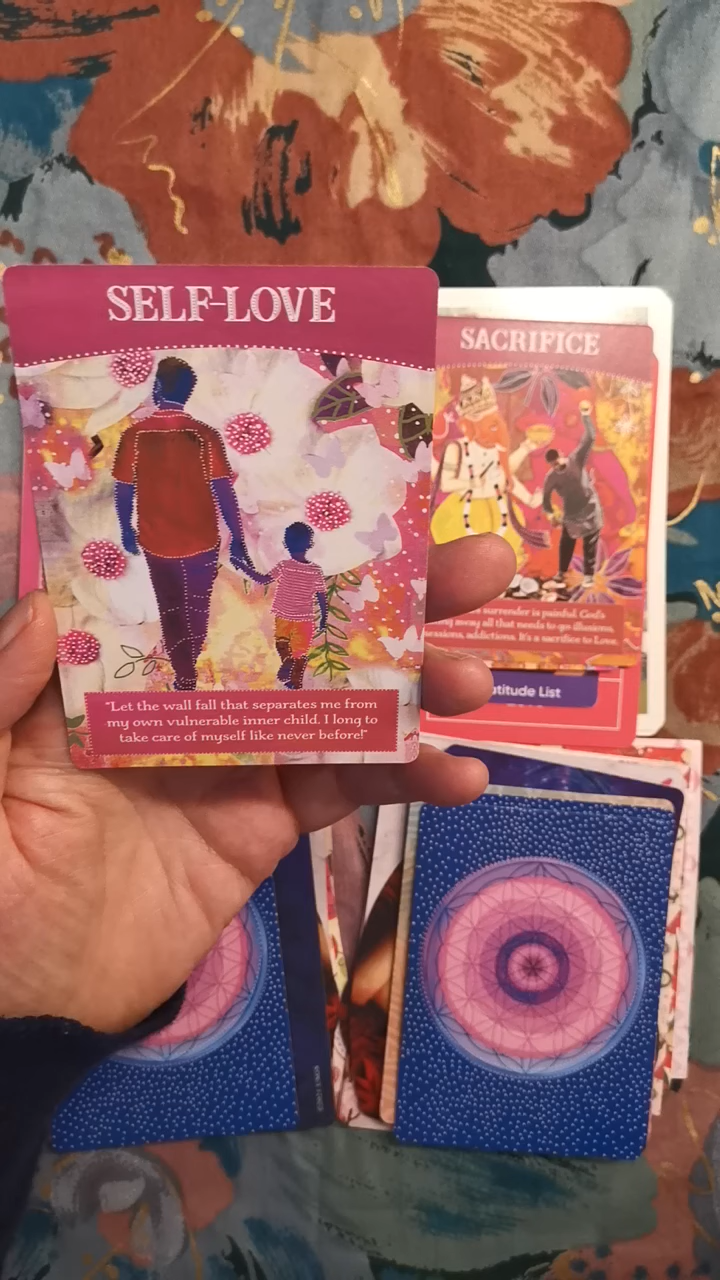 SELF-LOVE
"Let the wall fall that separates me from
my own vulnerable inner child. I long to
take care of myself like never before!"
SACRIFICE
surrender is painful. God's
away all that needs to go illusions,
addictions. It's a sacrifice to Love.
atitude List